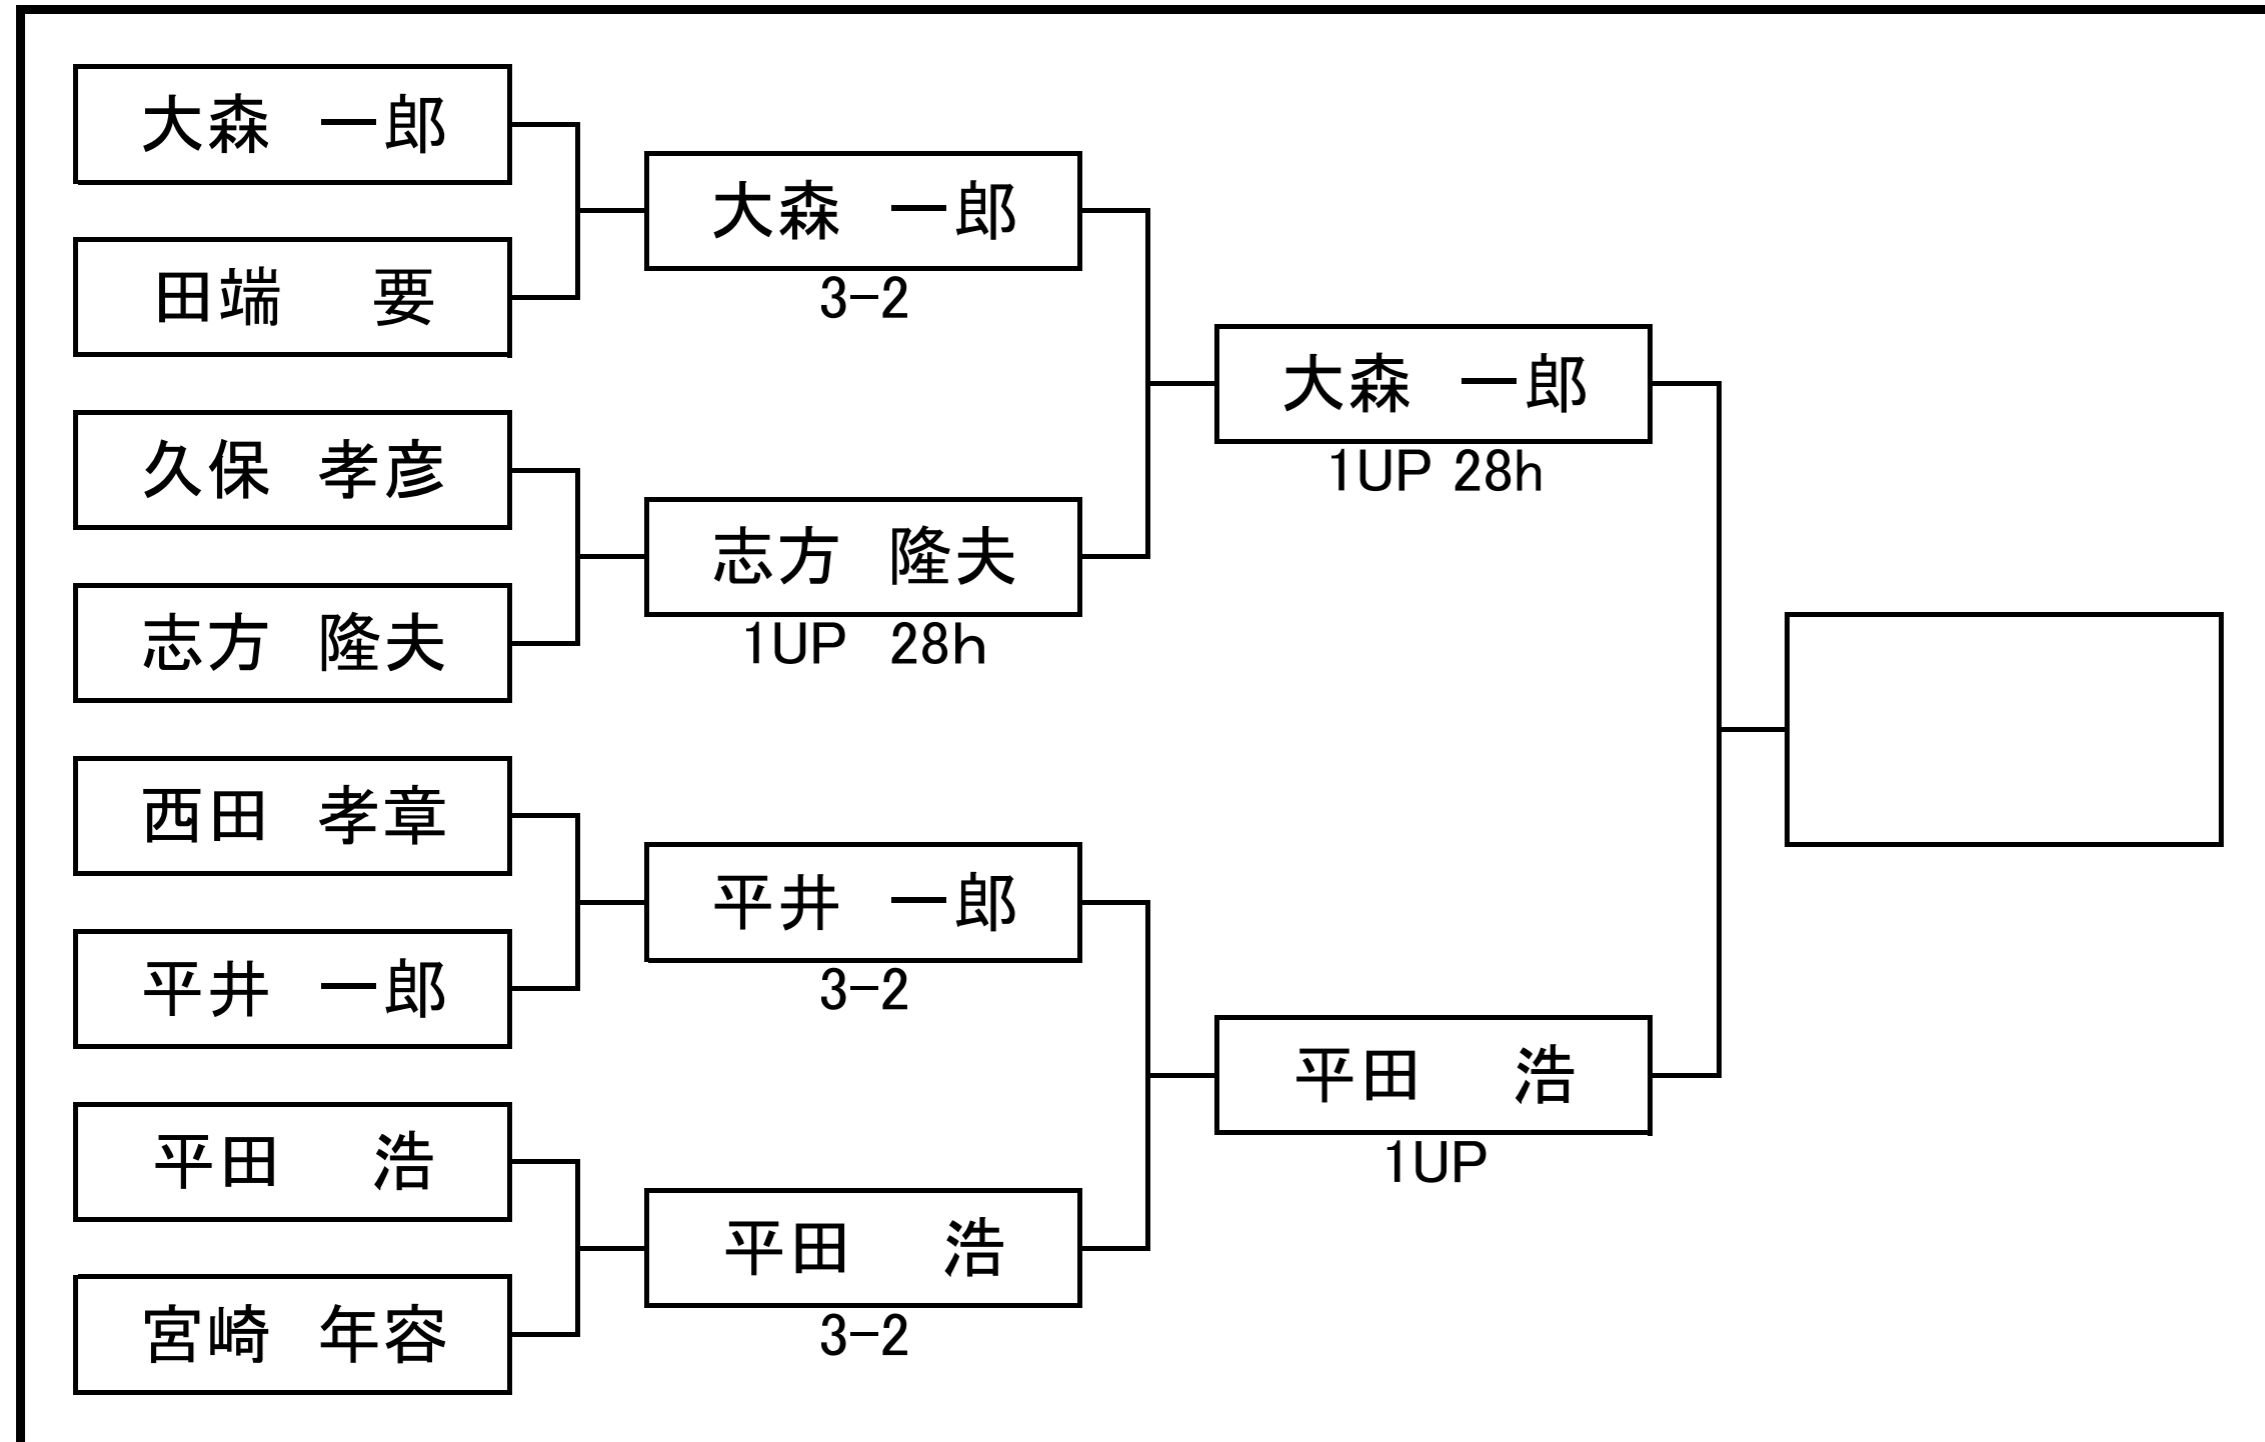 大森 一郎
田端 要
久保 孝彦
志方 隆夫
西田 孝章
平井 一郎
平田 浩
宮崎 年容
大森 一郎
3-2
志方 隆夫
1UP 28h
平井 一郎
3-2
平田 浩
3-2
大森 一郎
1UP 28h
平田 浩
1UP